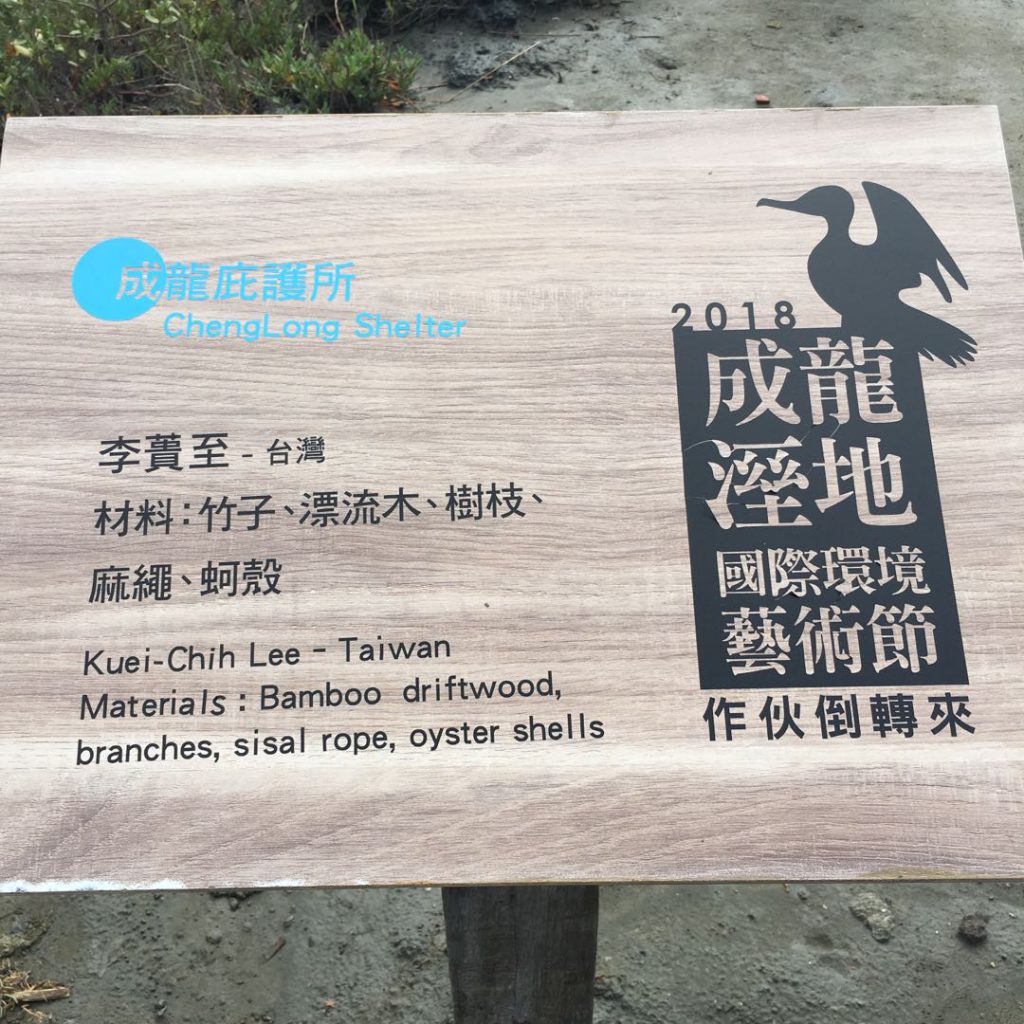 成龍庇護所
ChengLong Shelter
李蕢至 - 台灣
材料：竹子、漂流木、樹枝、
麻繩、蚵殼
Kuei-Chih Lee - Taiwan
Materials : Bamboo driftwood,
branches, sisal rope, oyster shells
2018
成龍
溼地
國際環境
藝術節
作伙倒轉來